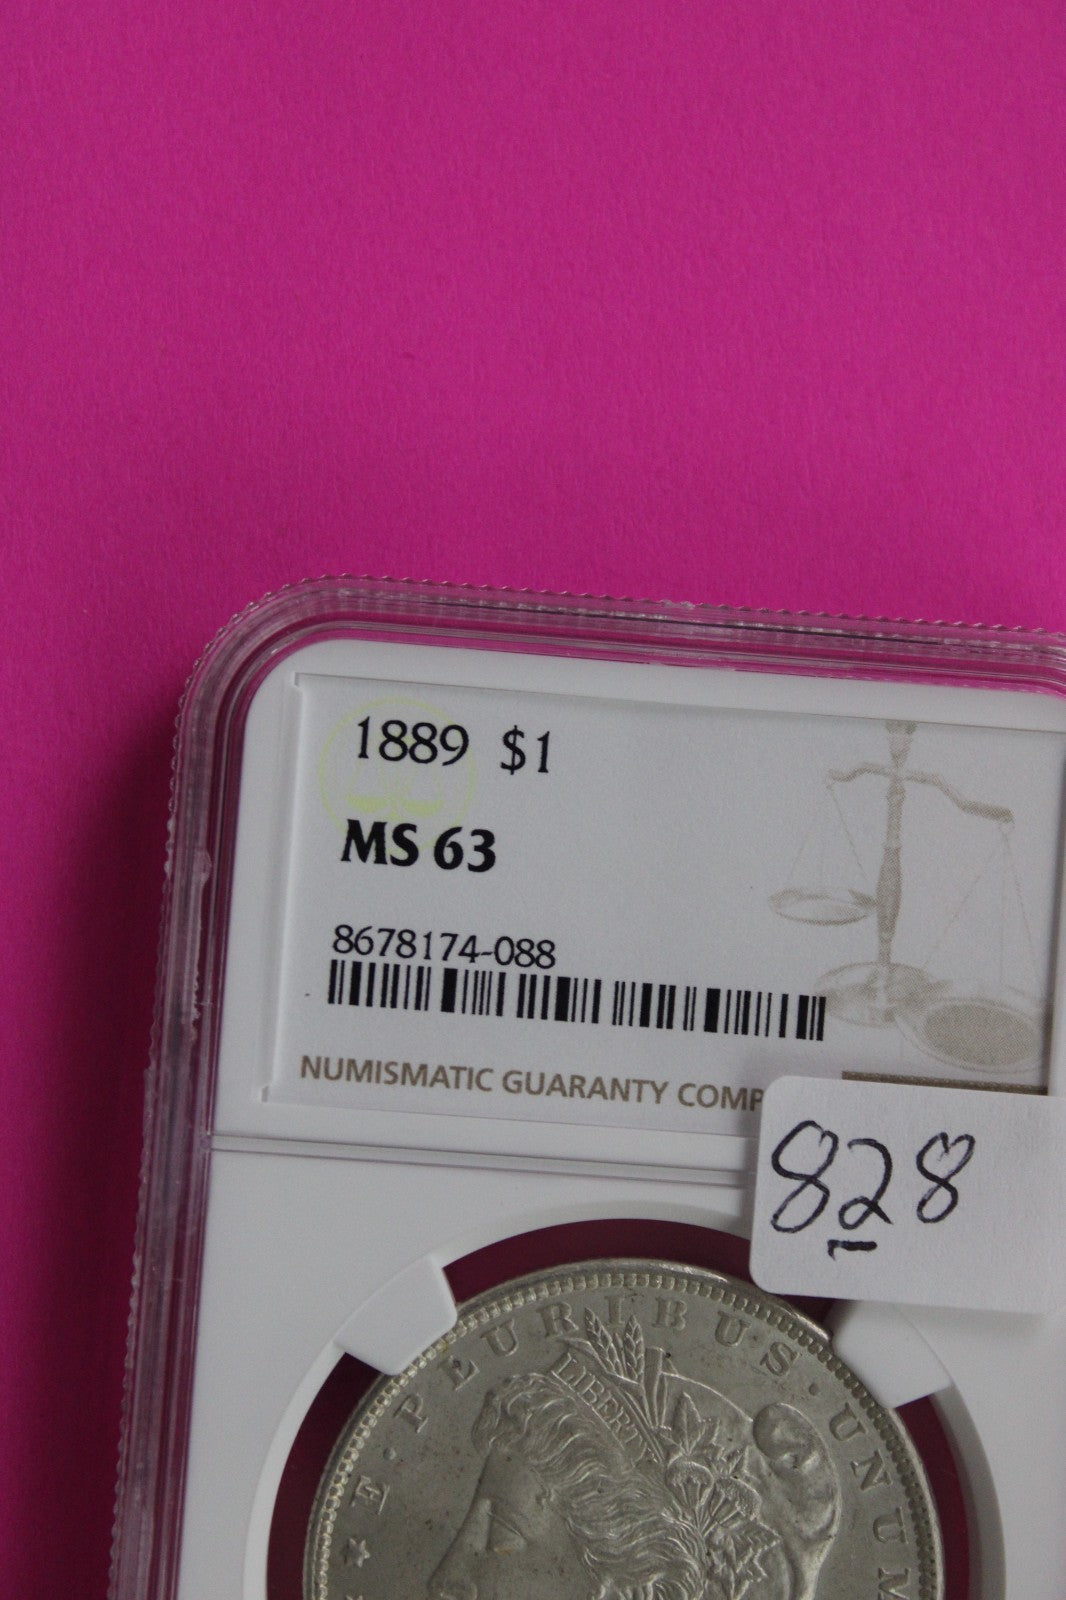 1889 $1
MS 63
8678174-088
NUMISMATIC GUARANTY COMP
828
E · PLURIBUS · UNUM
LIBERTY